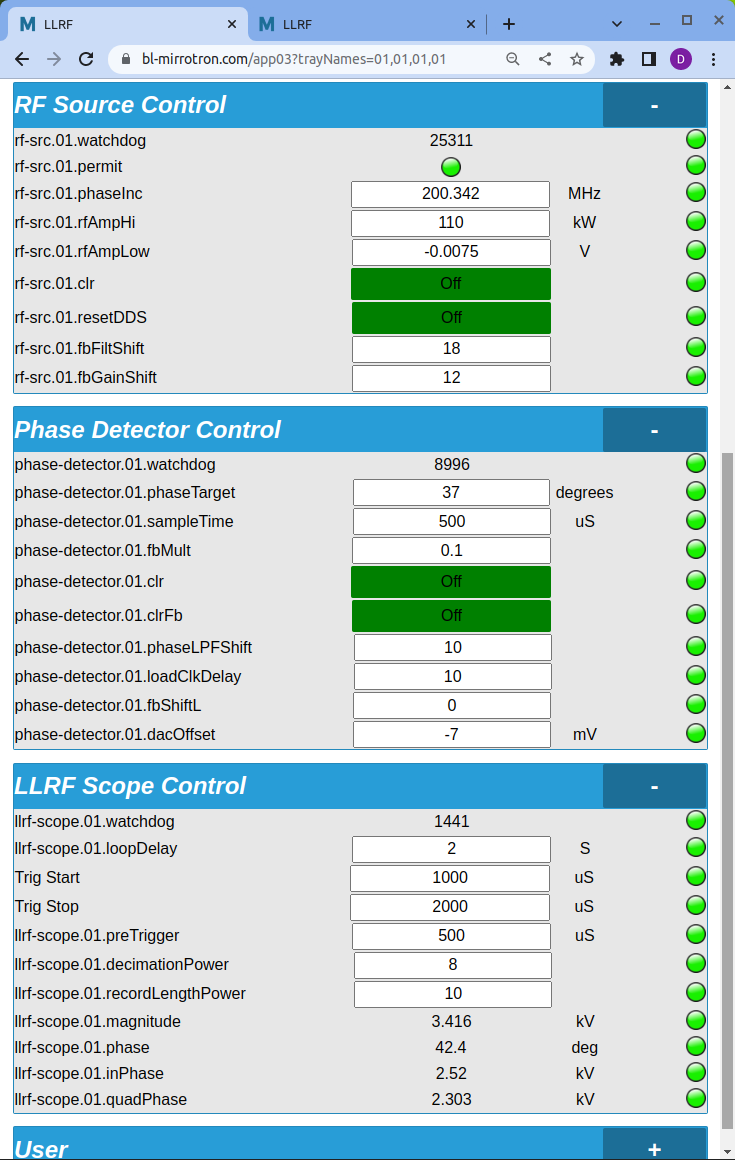 LLRF
LLRF
bl-mirrotron.com/app03?trayNames=01,01,01,01
D
RF Source Control -
rf-src.01.watchdog 25311
rf-src.01.permit
rf-src.01.phaseInc 200.342 MHz
rf-src.01.rfAmpHi 110 kW
rf-src.01.rfAmpLow -0.0075 V
rf-src.01.clr Off
rf-src.01.resetDDS Off
rf-src.01.fbFiltShift 18
rf-src.01.fbGainShift 12
Phase Detector Control -
phase-detector.01.watchdog 8996
phase-detector.01.phaseTarget 37 degrees
phase-detector.01.sampleTime 500 uS
phase-detector.01.fbMult 0.1
phase-detector.01.clr Off
phase-detector.01.clrFb Off
phase-detector.01.phaseLPFShift 10
phase-detector.01.loadClkDelay 10
phase-detector.01.fbShiftL 0
phase-detector.01.dacOffset -7 mV
LLRF Scope Control -
llrf-scope.01.watchdog 1441
llrf-scope.01.loopDelay 2 S
Trig Start 1000 uS
Trig Stop 2000 uS
llrf-scope.01.preTrigger 500 uS
llrf-scope.01.decimationPower 8
llrf-scope.01.recordLengthPower 10
llrf-scope.01.magnitude 3.416 kV
llrf-scope.01.phase 42.4 deg
llrf-scope.01.inPhase 2.52 kV
llrf-scope.01.quadPhase 2.303 kV
User +